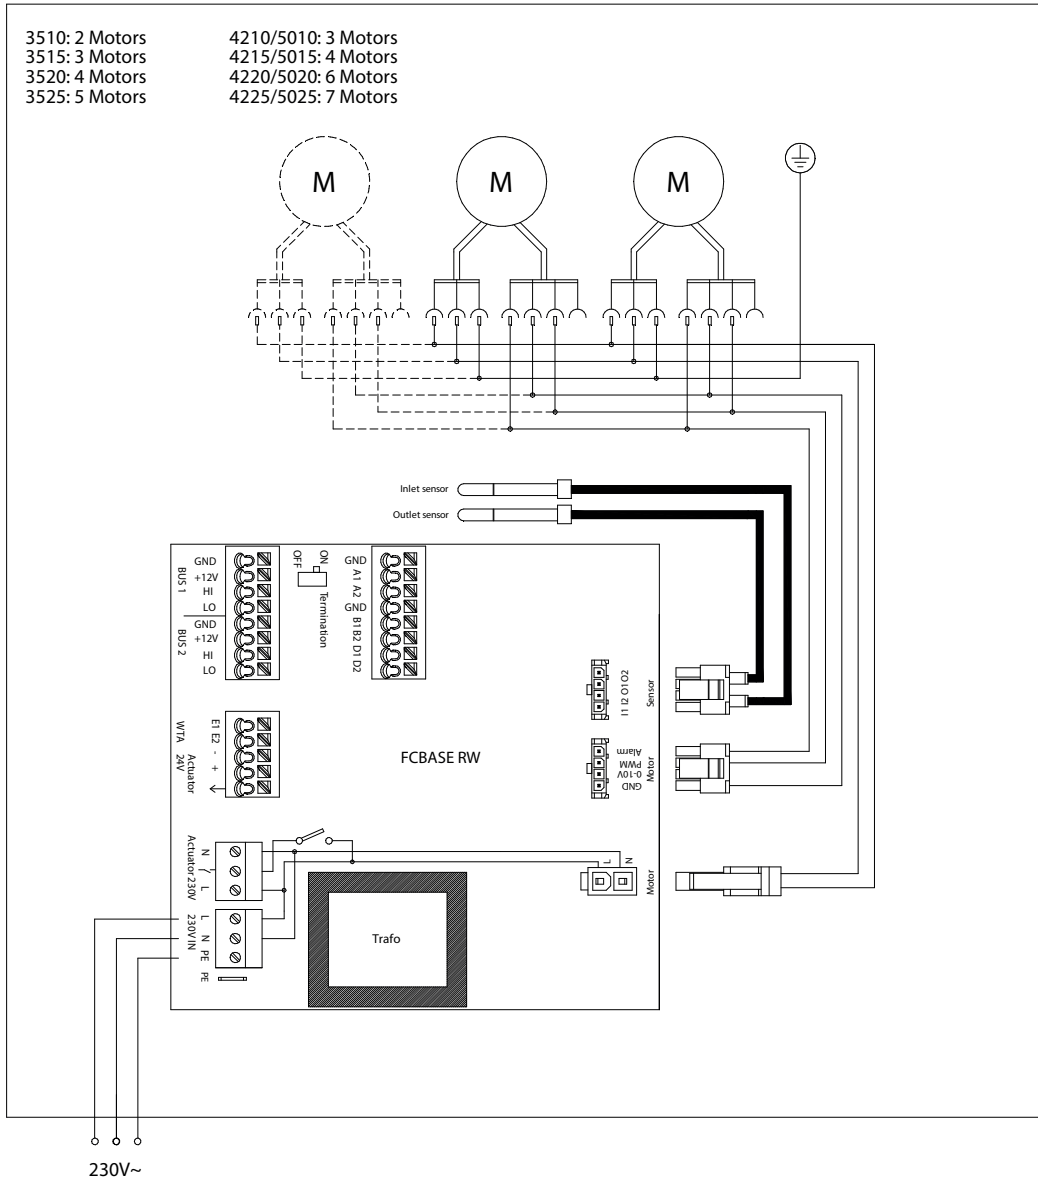 3510: 2 Motors
3515: 3 Motors
3520: 4 Motors
3525: 5 Motors
4210/5010: 3 Motors
4215/5015: 4 Motors
4220/5020: 6 Motors
4225/5025: 7 Motors
M
M
M
Inlet sensor
Outlet sensor
BUS 1
GND
+12V
HI
LO
BUS 2
GND
+12V
HI
LO
ON
OFF
Termination
GND
A1 A2
GND
B1 B2 D1 D2
I1 I2 O1 O2
Sensor
Alarm
PWM
0-10V
GND
Motor
WTA
E1 E2
-
+
Actuator
24V
FCBASE RW
Actuator 230V
N
L
230V IN
L
N
PE
PE
L
N
Motor
Trafo
230V~